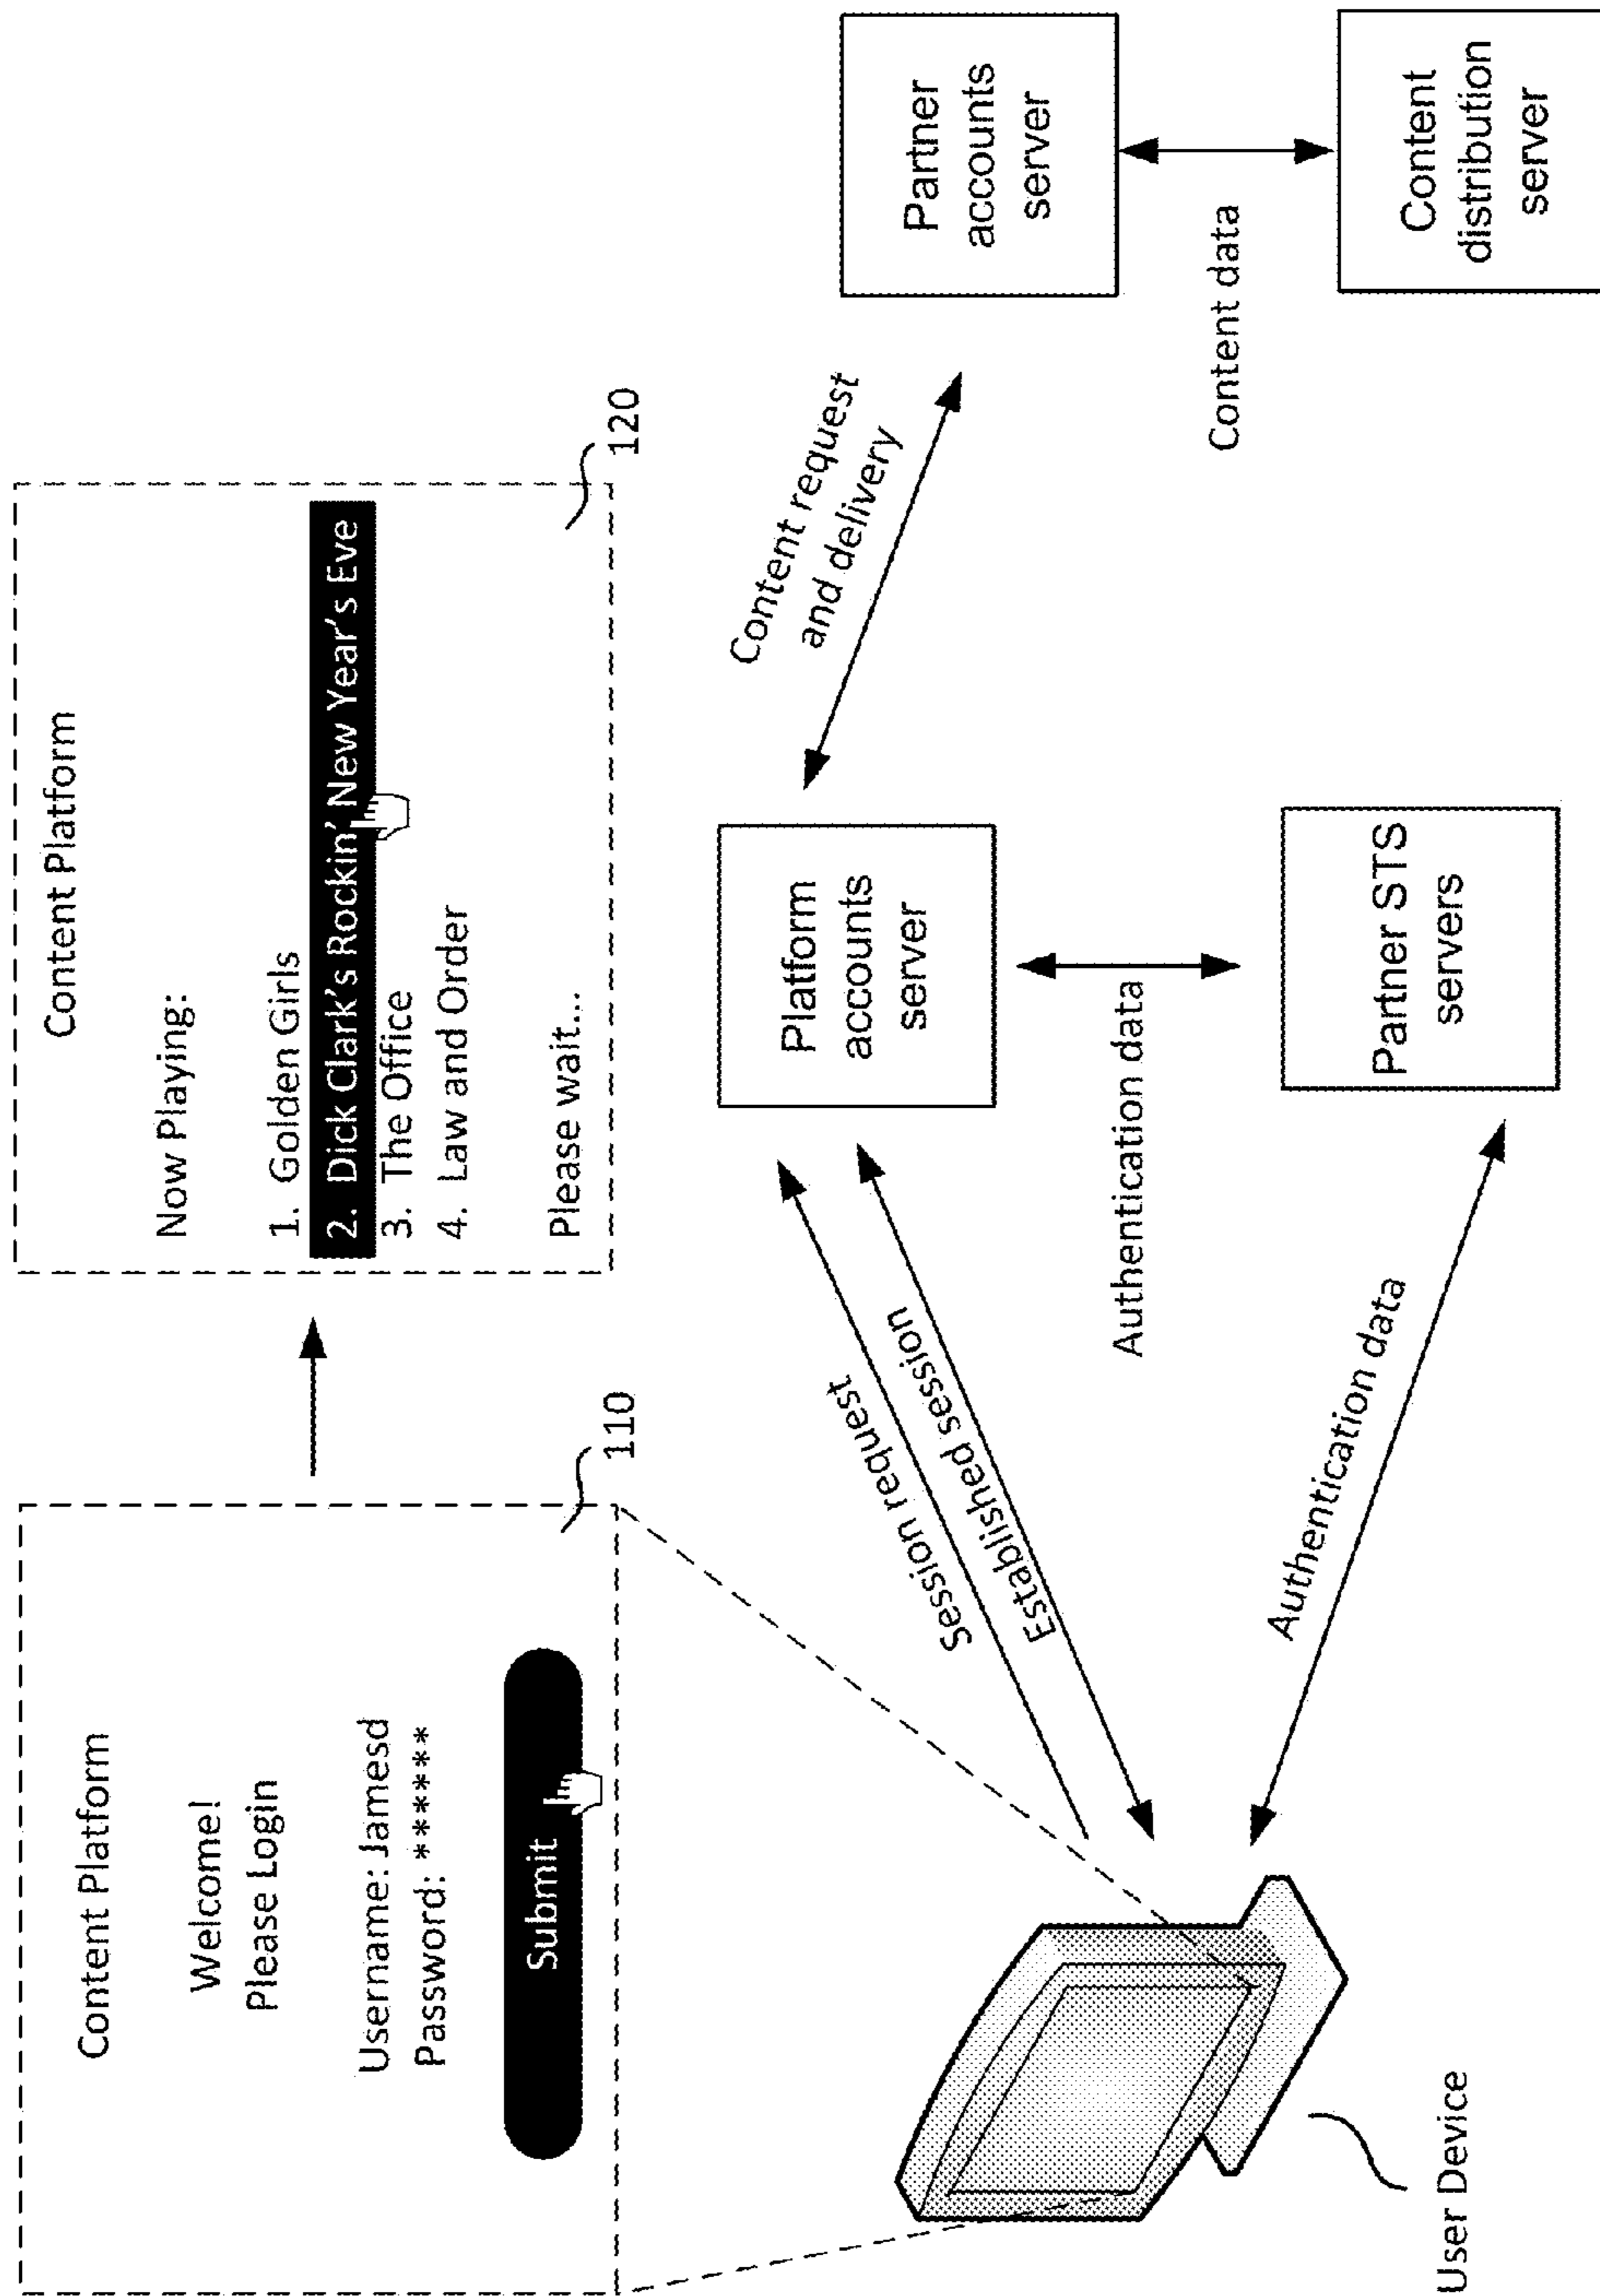 Content Platform
Welcome!
Please Login
Username: Jamesd
Password: ******
Submit
110
Content Platform
Now Playing:
1. Golden Girls
2. Dick Clark's Rockin' New Year's Eve
3. The Office
4. Law and Order
Please wait...
120
User Device
Session request
Established session
Authentication data
Platform
accounts
server
Authentication data
Partner STS
servers
Content request
and delivery
Partner
accounts
server
Content data
Content
distribution
server